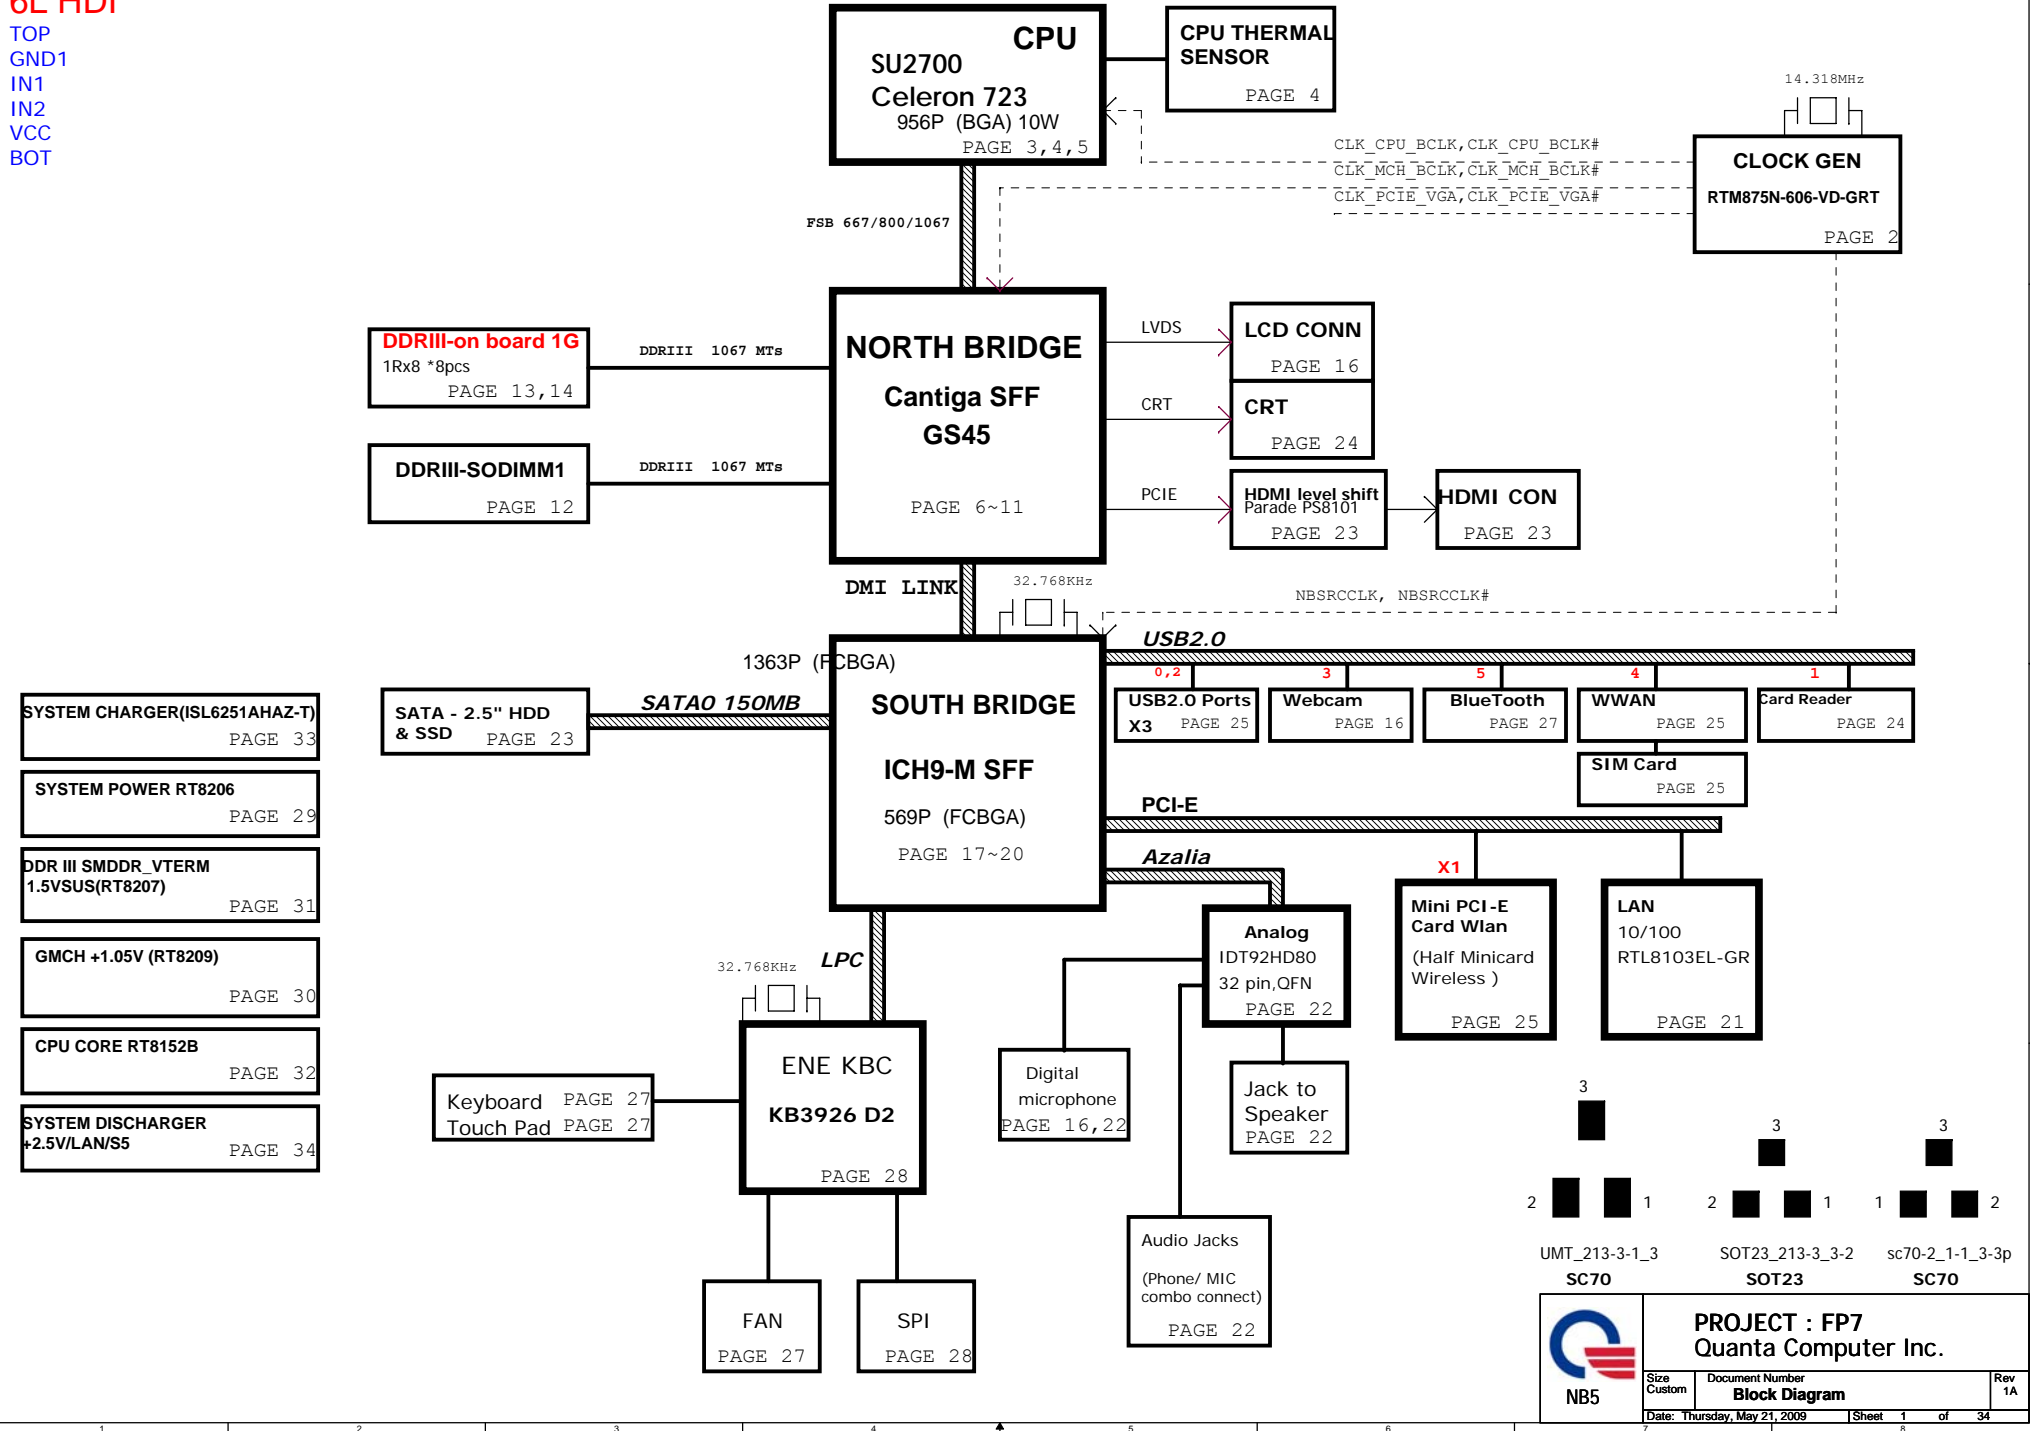 6L HDI
TOP
GND1
IN1
IN2
VCC
BOT
CPU
SU2700
Celeron 723
956P (BGA) 10W
PAGE 3,4,5
CPU THERMAL
SENSOR
PAGE 4
14.318MHz
CLOCK GEN
RTM875N-606-VD-GRT
PAGE 2
CLK_CPU_BCLK,CLK_CPU_BCLK#
CLK_MCH_BCLK,CLK_MCH_BCLK#
CLK_PCIE_VGA,CLK_PCIE_VGA#
FSB 667/800/1067
DDRIII-on board 1G
1Rx8 *8pcs
PAGE 13,14
DDRIII 1067 MTs
DDRIII-SODIMM1
PAGE 12
DDRIII 1067 MTs
NORTH BRIDGE
Cantiga SFF
GS45
PAGE 6~11
LVDS
LCD CONN
PAGE 16
CRT
CRT
PAGE 24
PCIE
HDMI level shift
Parade PS8101
PAGE 23
HDMI CON
PAGE 23
DMI LINK
32.768KHz
NBSRCCLK, NBSRCCLK#
1363P (FCBGA)
SOUTH BRIDGE
ICH9-M SFF
569P (FCBGA)
PAGE 17~20
SATA - 2.5" HDD
& SSD PAGE 23
SATA0 150MB
USB2.0
0,2
3
5
4
1
USB2.0 Ports
X3 PAGE 25
Webcam
PAGE 16
BlueTooth
PAGE 27
WWAN
PAGE 25
Card Reader
PAGE 24
SIM Card
PAGE 25
PCI-E
Azalia
X1
Mini PCI-E
Card Wlan
(Half Minicard
Wireless )
PAGE 25
LAN
10/100
RTL8103EL-GR
PAGE 21
Analog
IDT92HD80
32 pin,QFN
PAGE 22
Digital
microphone
PAGE 16,22
Jack to
Speaker
PAGE 22
Audio Jacks
(Phone/ MIC
combo connect)
PAGE 22
LPC
32.768KHz
ENE KBC
KB3926 D2
PAGE 28
Keyboard PAGE 27
Touch Pad PAGE 27
FAN
PAGE 27
SPI
PAGE 28
SYSTEM CHARGER(ISL6251AHAZ-T)
PAGE 33
SYSTEM POWER RT8206
PAGE 29
DDR III SMDDR_VTERM
1.5VSUS(RT8207)
PAGE 31
GMCH +1.05V (RT8209)
PAGE 30
CPU CORE RT8152B
PAGE 32
SYSTEM DISCHARGER
+2.5V/LAN/S5
PAGE 34
3
2
1
UMT_213-3-1_3
SC70
3
2
1
SOT23_213-3_3-2
SOT23
3
1
2
sc70-2_1-1_3-3p
SC70
NB5
PROJECT : FP7
Quanta Computer Inc.
Size
Custom
Document Number
Block Diagram
Rev
1A
Date: Thursday, May 21, 2009
Sheet 1 of 34
1 2 3 4 5 6 7 8